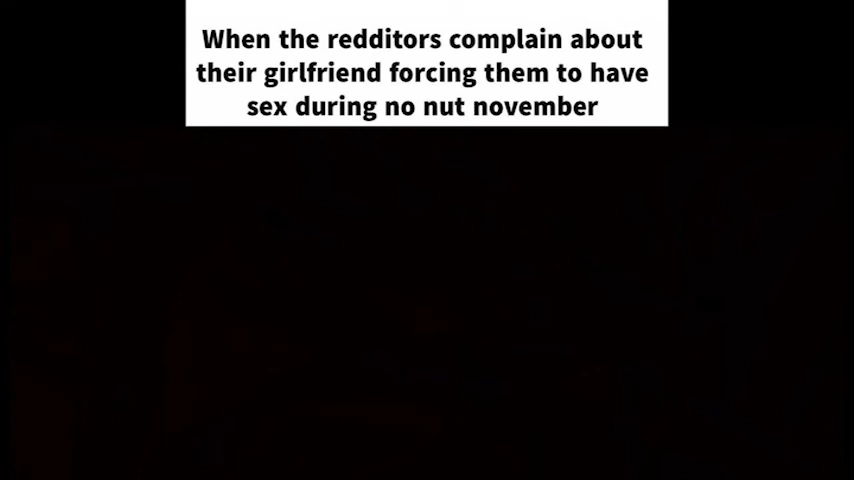 When the redditors complain about
their girlfriend forcing them to have
sex during no nut november